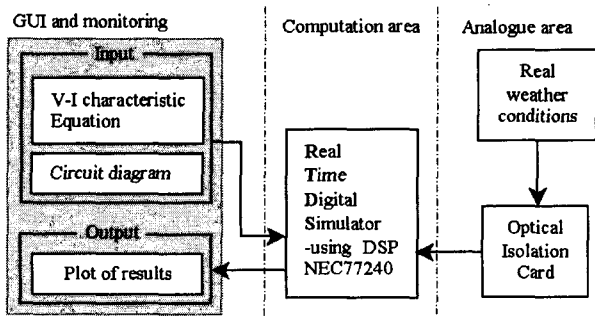 GUI and monitoring
Input
V-I characteristic
Equation
Circuit diagram
Output
Plot of results
Computation area
Real
Time
Digital
Simulator
-using DSP
NEC77240
Analogue area
Real
weather
conditions
Optical
Isolation
Card